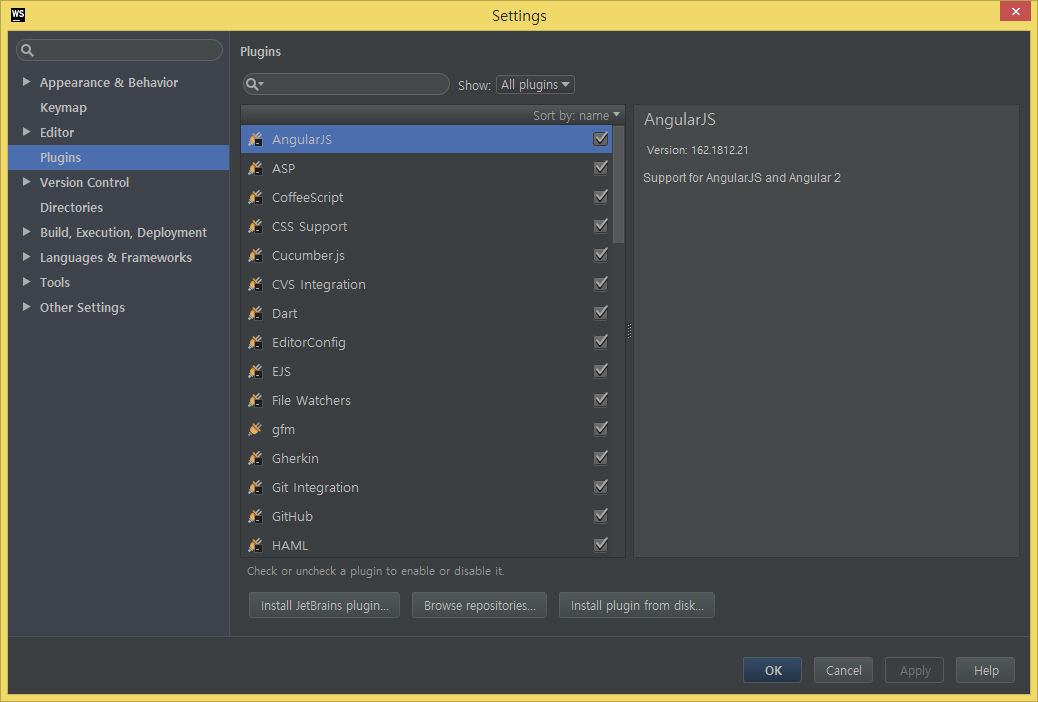 WS
Settings
Appearance & Behavior
Keymap
Editor
Plugins
Version Control
Directories
Build, Execution, Deployment
Languages & Frameworks
Tools
Other Settings
Plugins
Show: All plugins
Sort by: name
AngularJS
ASP
CoffeeScript
CSS Support
Cucumber.js
CVS Integration
Dart
EditorConfig
EJS
File Watchers
gfm
Gherkin
Git Integration
GitHub
HAML
AngularJS
Version: 162.1812.21
Support for AngularJS and Angular 2
Check or uncheck a plugin to enable or disable it.
Install JetBrains plugin... Browse repositories... Install plugin from disk...
OK Cancel Apply Help